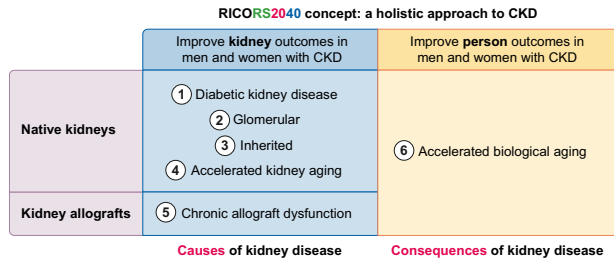 RICORS2040 concept: a holistic approach to CKD
Improve kidney outcomes in
men and women with CKD
Improve person outcomes in
men and women with CKD
Native kidneys
1 Diabetic kidney disease
2 Glomerular
3 Inherited
4 Accelerated kidney aging
6 Accelerated biological aging
Kidney allografts
5 Chronic allograft dysfunction
Causes of kidney disease
Consequences of kidney disease